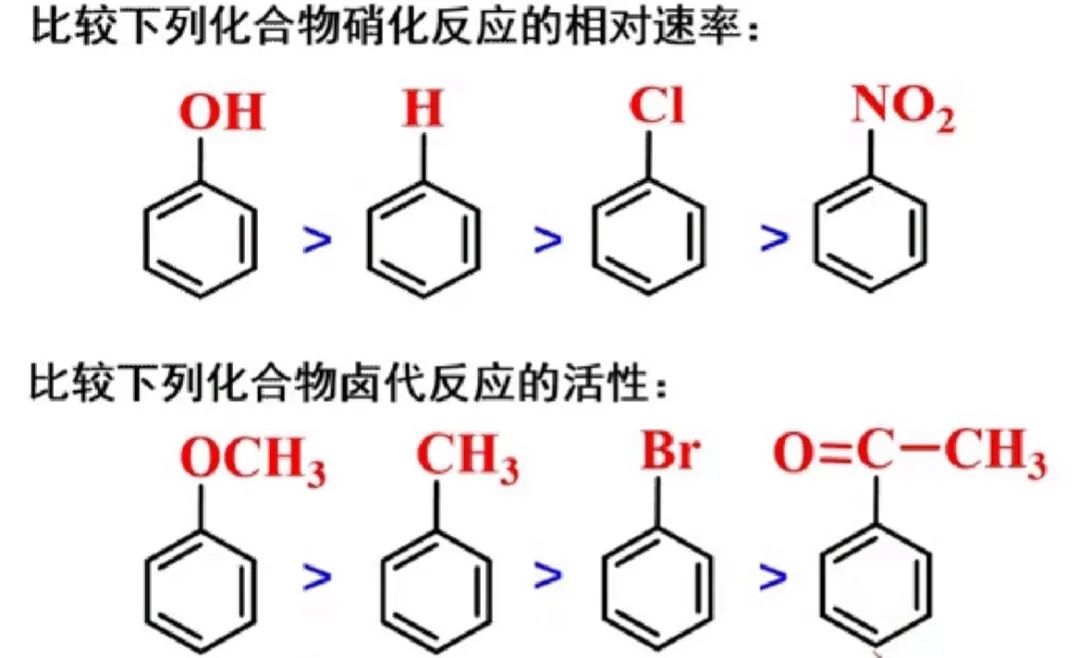 比较下列化合物硝化反应的相对速率：
OH H Cl NO₂
> > >
比较下列化合物卤代反应的活性：
OCH₃ CH₃ Br O=C−CH₃
> > >